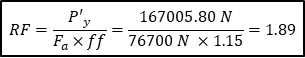 RF = P'y / (Fa × ff) = 167005.80 N / (76700 N × 1.15) = 1.89